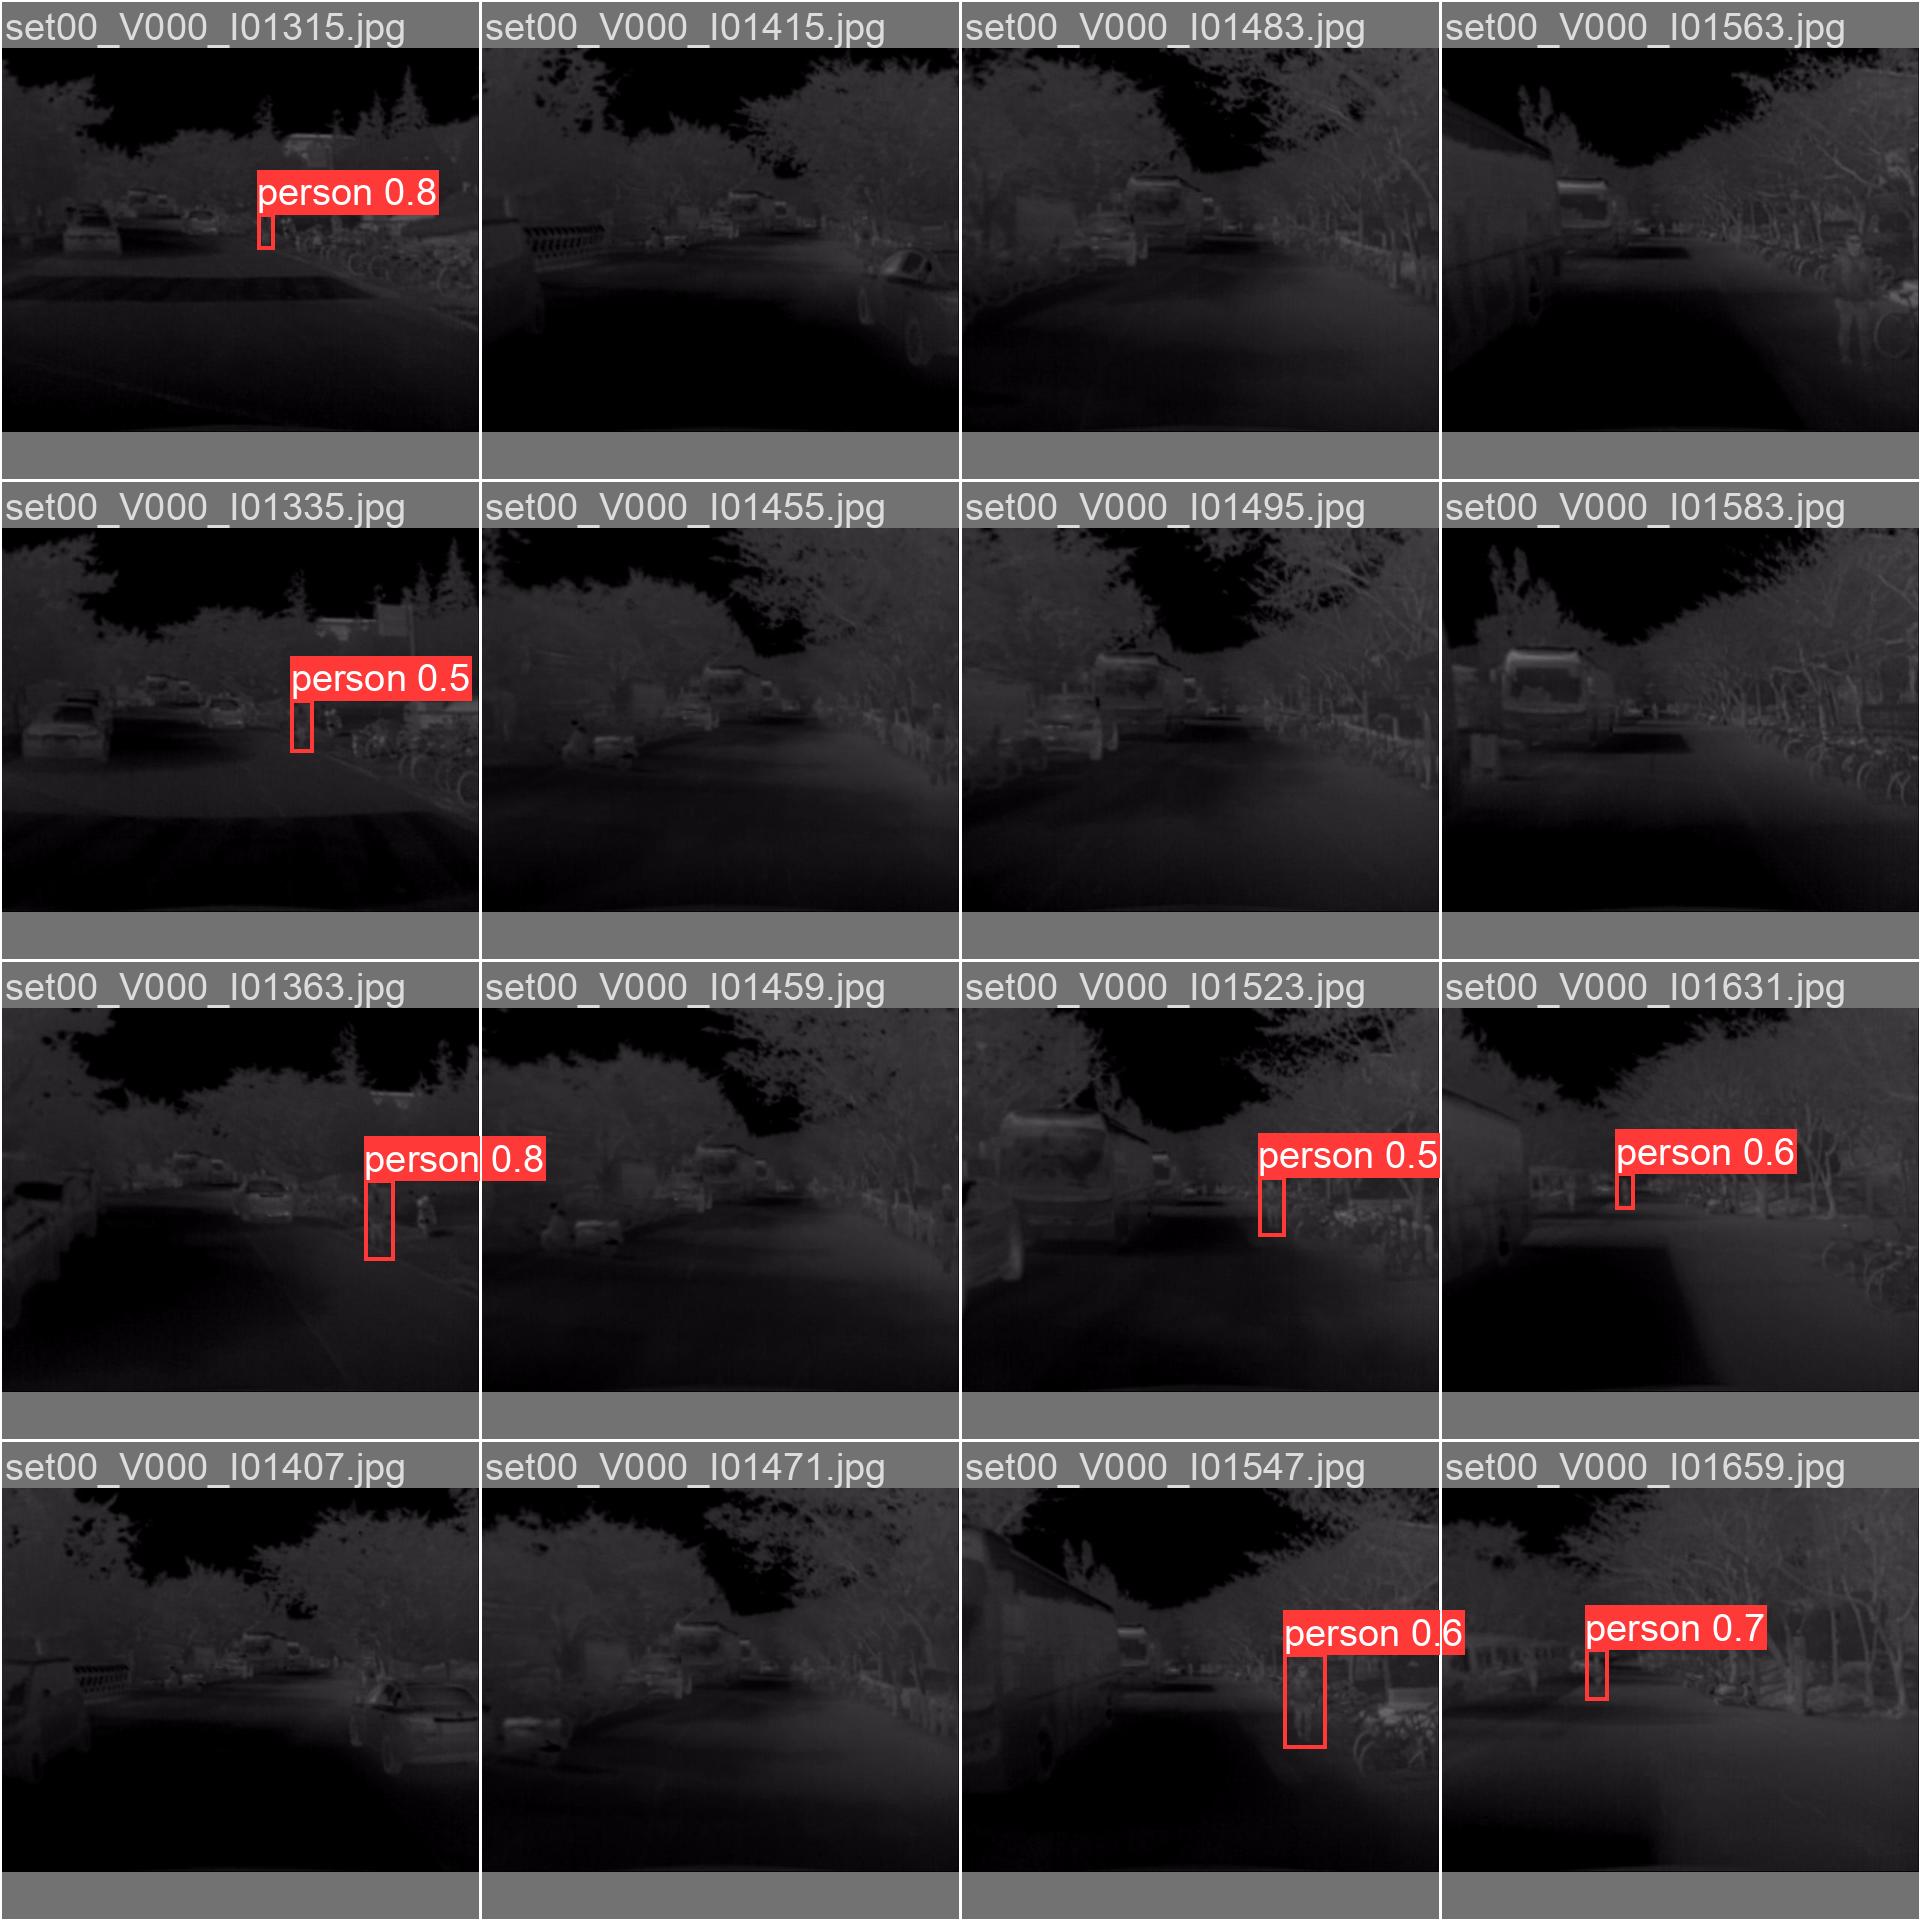 set00_V000_I01315.jpg
set00_V000_I01415.jpg
set00_V000_I01483.jpg
set00_V000_I01563.jpg
person 0.8
set00_V000_I01335.jpg
set00_V000_I01455.jpg
set00_V000_I01495.jpg
set00_V000_I01583.jpg
person 0.5
set00_V000_I01363.jpg
set00_V000_I01459.jpg
set00_V000_I01523.jpg
set00_V000_I01631.jpg
person 0.8
person 0.5
person 0.6
set00_V000_I01407.jpg
set00_V000_I01471.jpg
set00_V000_I01547.jpg
set00_V000_I01659.jpg
person 0.6
person 0.7